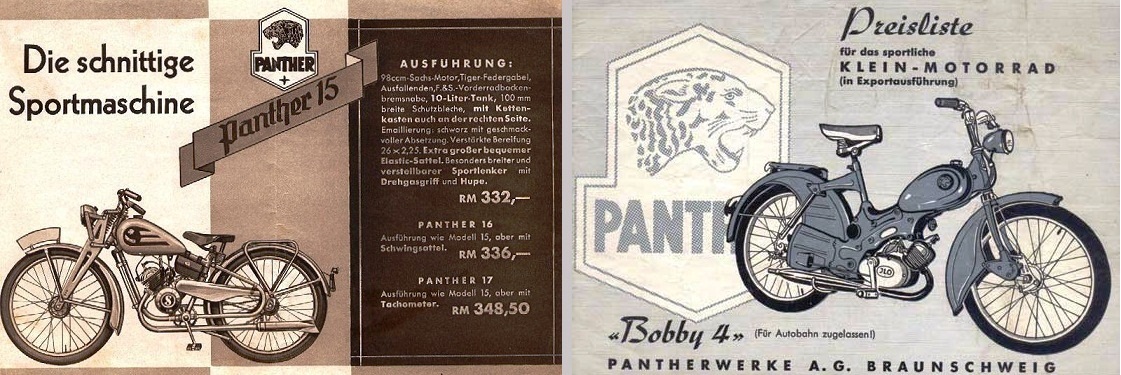 Die schnittige
Sportmaschine
PANTHER
Panther 15
AUSFÜHRUNG:
98ccm-Sachs-Motor, Tiger-Federgabel,
Ausfallenden, F.&S.-Vorderradbacken-
bremsnabe, 10-Liter-Tank, 100 mm
breite Schutzbleche, mit Ketten-
kasten auch an der rechten Seite.
Emaillierung: schwarz mit geschmack-
voller Absetzung. Verstärkte Bereifung
26 × 2,25. Extra großer bequemer
Elastic-Sattel. Besonders breiter und
verstellbarer Sportlenker mit
Drehgasgriff und Hupe.
RM 332,—
PANTHER 16
Ausführung wie Modell 15, aber mit
Schwingsattel.
RM 336,—
PANTHER 17
Ausführung wie Modell 15, aber mit
Tachometer.
RM 348,50
Preisliste
für das sportliche
KLEIN-MOTORRAD
(in Exportausführung)
PANTH
JLO
«Bobby 4» (Für Autobahn zugelassen!)
PANTHERWERKE A.G. BRAUNSCHWEIG